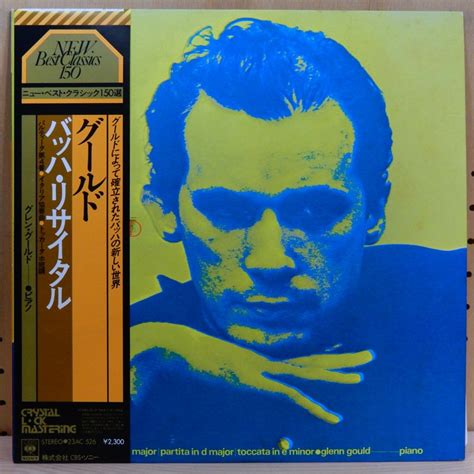 NEW
Best Classics
150
ニュー・ベスト・クラシック150選
グールド
バッハ・リサイタル
グールドによって確立されたバッハの新しい世界
グレン・グールド ピアノ
CRYSTAL
LOCK
MASTERING
STEREO●23AC 526 ¥2,300
株式会社 CBS・ソニー
major|partita in d major|toccata in e minor●glenn gould piano